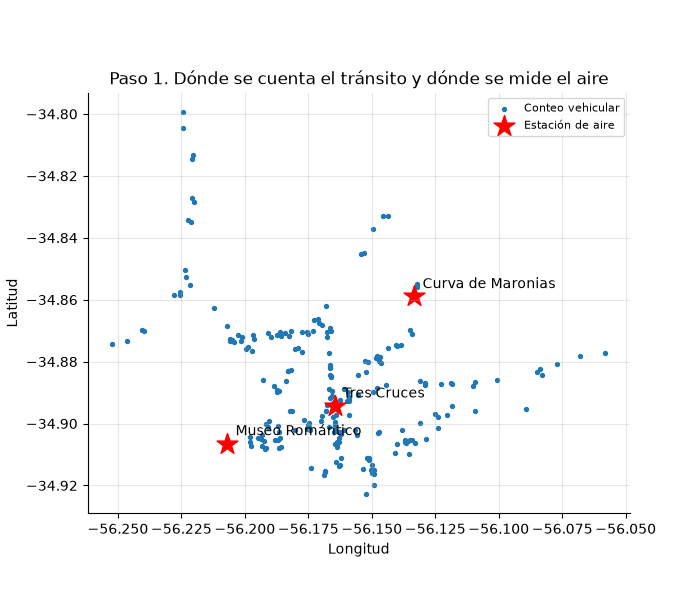 Paso 1. Dónde se cuenta el tránsito y dónde se mide el aire
Conteo vehicular
Estación de aire
−34.80
−34.82
−34.84
−34.86
−34.88
−34.90
−34.92
Latitud
Curva de Maronias
Tres Cruces
Museo Romántico
−56.250
−56.225
−56.200
−56.175
−56.150
−56.125
−56.100
−56.075
−56.050
Longitud